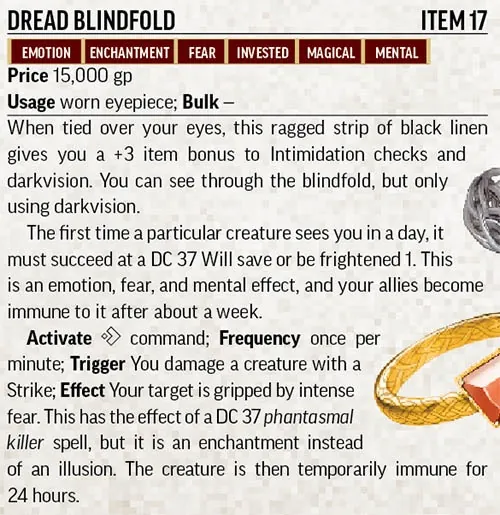 DREAD BLINDFOLD ITEM 17
EMOTION ENCHANTMENT FEAR INVESTED MAGICAL MENTAL
Price 15,000 gp
Usage worn eyepiece; Bulk –
When tied over your eyes, this ragged strip of black linen
gives you a +3 item bonus to Intimidation checks and
darkvision. You can see through the blindfold, but only
using darkvision.
The first time a particular creature sees you in a day, it
must succeed at a DC 37 Will save or be frightened 1. This
is an emotion, fear, and mental effect, and your allies become
immune to it after about a week.
Activate command; Frequency once per
minute; Trigger You damage a creature with a
Strike; Effect Your target is gripped by intense
fear. This has the effect of a DC 37 phantasmal
killer spell, but it is an enchantment instead
of an illusion. The creature is then temporarily immune for
24 hours.